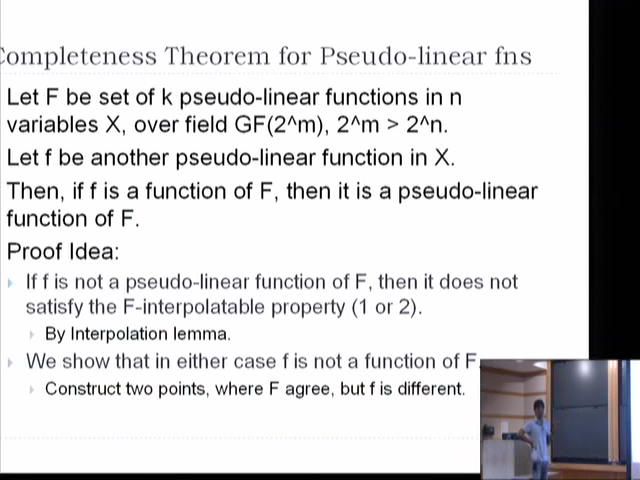 Completeness Theorem for Pseudo-linear fns
Let F be set of k pseudo-linear functions in n
variables X, over field GF(2^m), 2^m > 2^n.
Let f be another pseudo-linear function in X.
Then, if f is a function of F, then it is a pseudo-linear
function of F.
Proof Idea:
If f is not a pseudo-linear function of F, then it does not
satisfy the F-interpolatable property (1 or 2).
By Interpolation lemma.
We show that in either case f is not a function of F.
Construct two points, where F agree, but f is different.